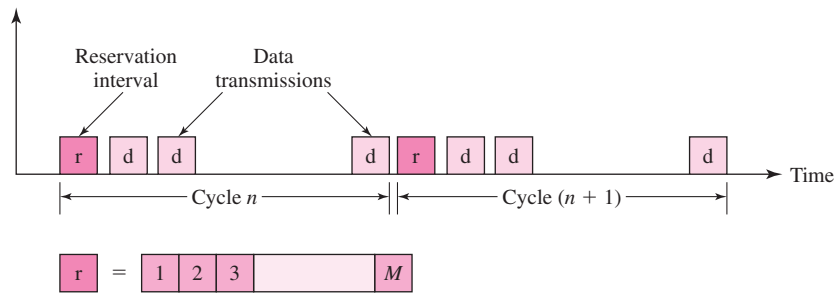 Reservation
interval
Data
transmissions
r d d d r d d d
Time
Cycle n
Cycle (n + 1)
r = 1 2 3 M